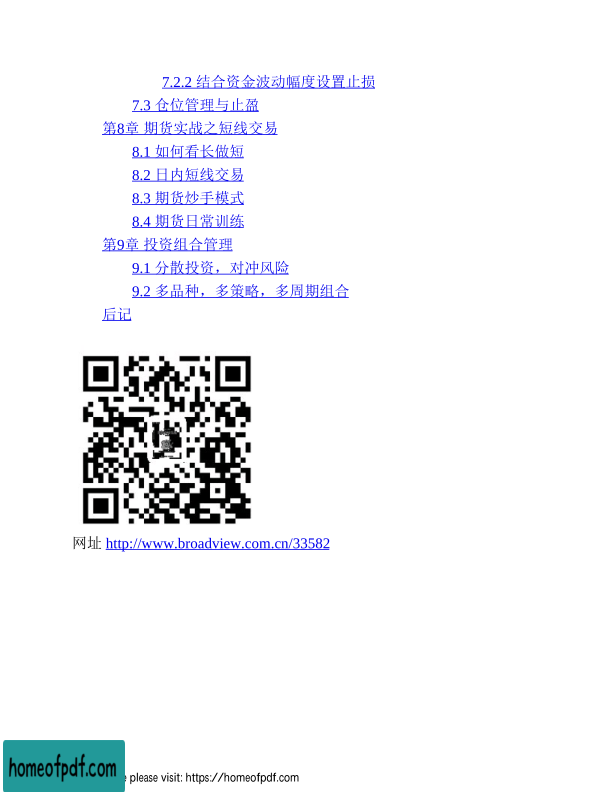 7.2.2 结合资金波动幅度设置止损
7.3 仓位管理与止盈
第8章 期货实战之短线交易
8.1 如何看长做短
8.2 日内短线交易
8.3 期货炒手模式
8.4 期货日常训练
第9章 投资组合管理
9.1 分散投资，对冲风险
9.2 多品种，多策略，多周期组合
后记
网址 http://www.broadview.com.cn/33582
homeofpdf.com
please visit: https://homeofpdf.com